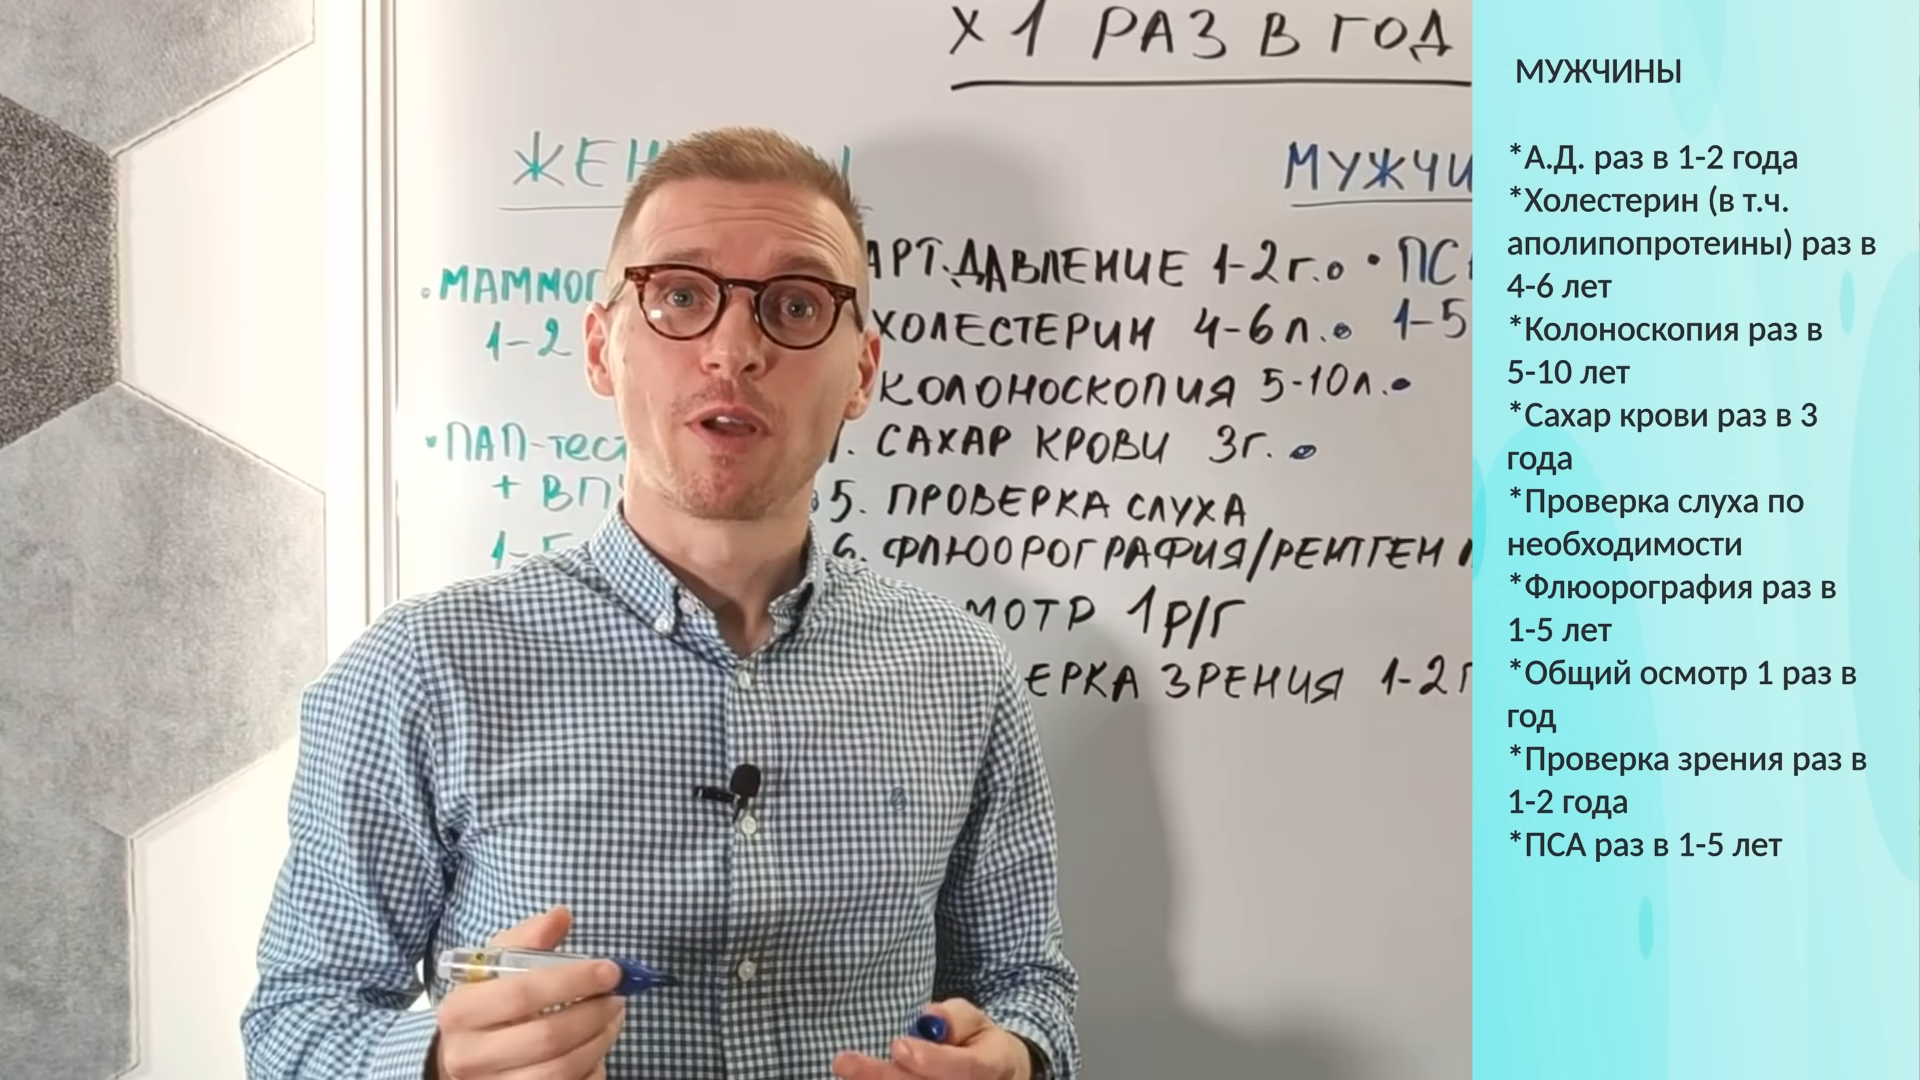 Х 1 РАЗ В ГОД
ЖЕН
МУЖЧИ
МАММОГ
1-2
ПАП-тест
+ ВП
АРТ.ДАВЛЕНИЕ 1-2г.
ХОЛЕСТЕРИН 4-6л.
КОЛОНОСКОПИЯ 5-10л.
САХАР КРОВИ 3г.
5. ПРОВЕРКА СЛУХА
6. ФЛЮОРОГРАФИЯ/РЕНТГЕН
МОТР 1р/г
ЕРКА ЗРЕНИЯ 1-2г
• ПС
1-5
МУЖЧИНЫ
*А.Д. раз в 1-2 года
*Холестерин (в т.ч.
аполипопротеины) раз в
4-6 лет
*Колоноскопия раз в
5-10 лет
*Сахар крови раз в 3
года
*Проверка слуха по
необходимости
*Флюорография раз в
1-5 лет
*Общий осмотр 1 раз в
год
*Проверка зрения раз в
1-2 года
*ПСА раз в 1-5 лет